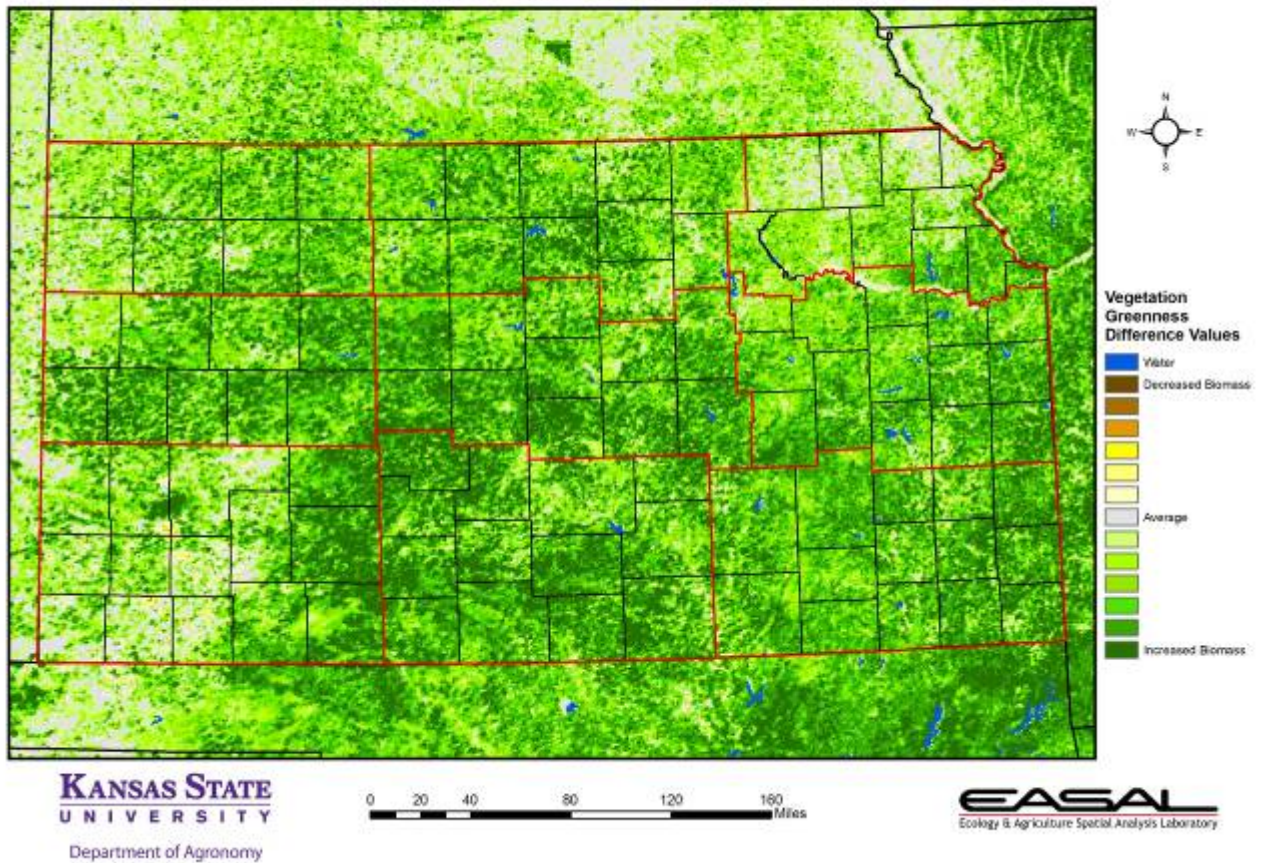 N
W
E
S
Vegetation
Greenness
Difference Values
Water
Decreased Biomass
Average
Increased Biomass
KANSAS STATE
UNIVERSITY
Department of Agronomy
0 20 40 80 120 160
Miles
EASAL
Ecology & Agriculture Spatial Analysis Laboratory